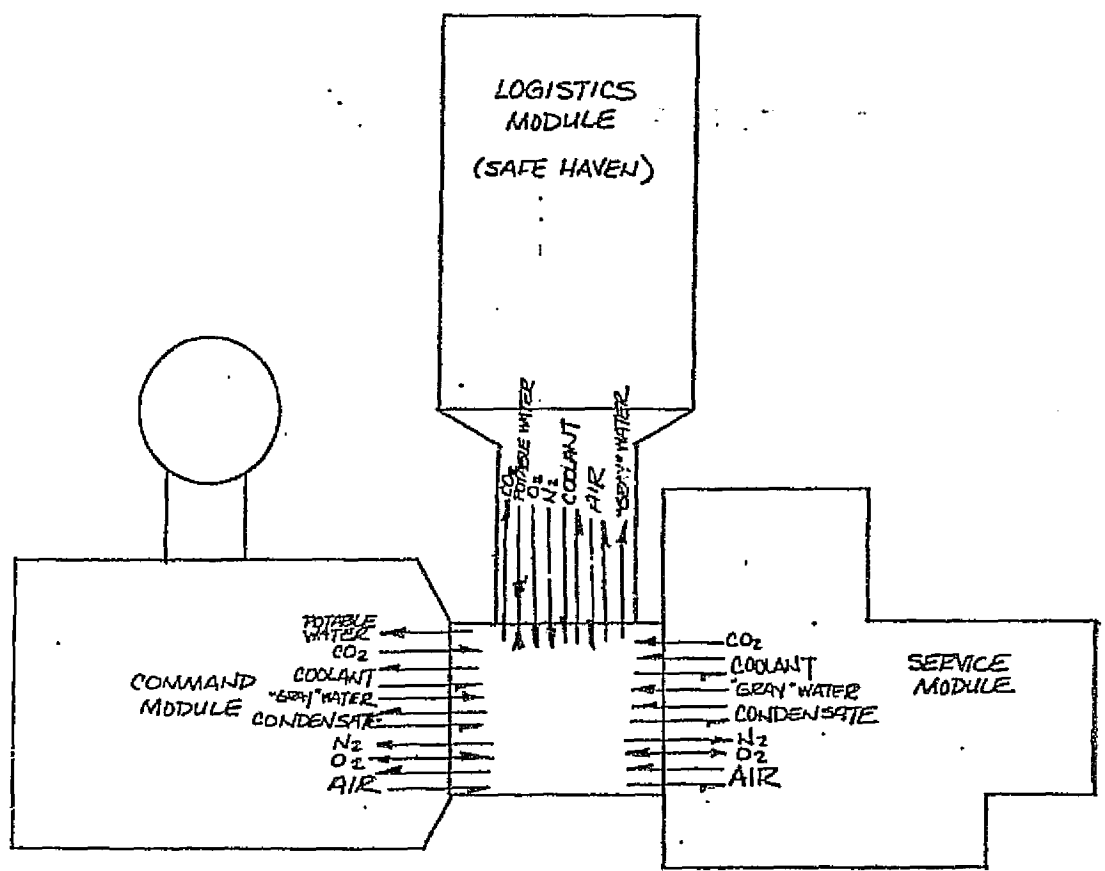 LOGISTICS
MODULE
(SAFE HAVEN)
CO2
POTABLE WATER
O2
N2
COOLANT
AIR
"GRAY" WATER
POTABLE
WATER
CO2
COOLANT
"GRAY" WATER
CONDENSATE
N2
O2
AIR
COMMAND
MODULE
CO2
COOLANT
"GRAY" WATER
CONDENSATE
N2
O2
AIR
SERVICE
MODULE